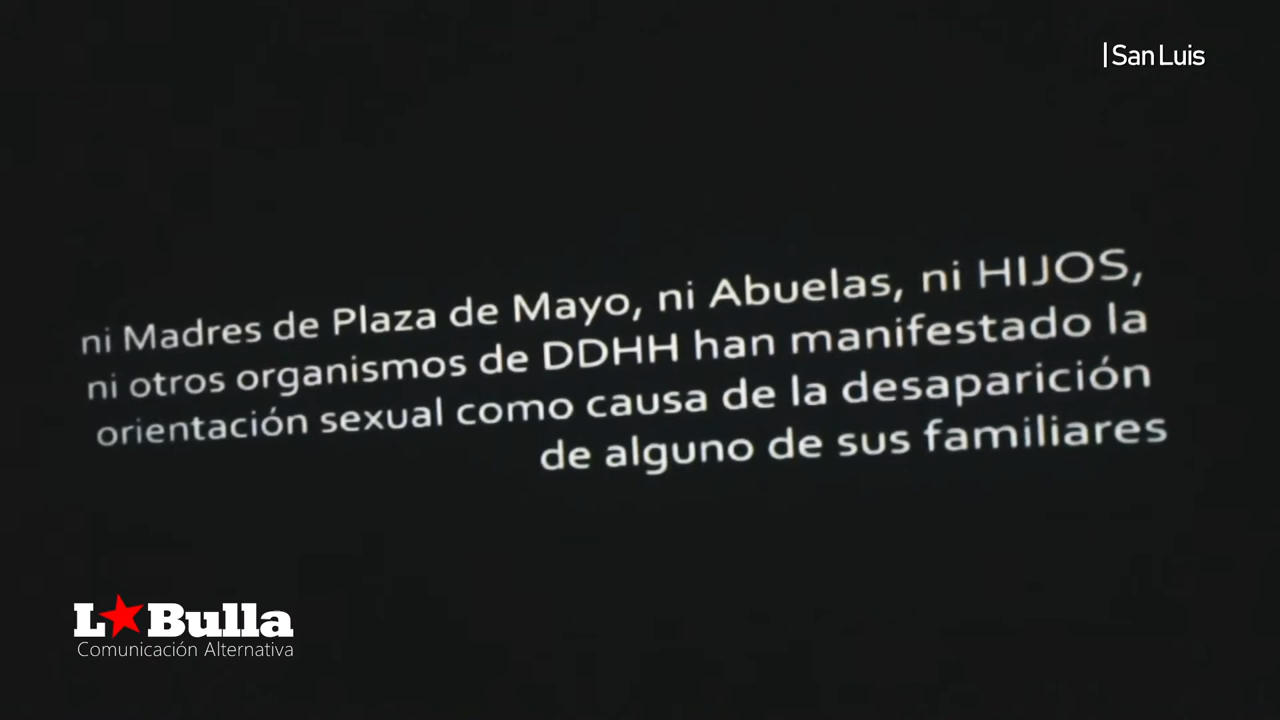 |San Luis
ni Madres de Plaza de Mayo, ni Abuelas, ni HIJOS,
ni otros organismos de DDHH han manifestado la
orientación sexual como causa de la desaparición
de alguno de sus familiares
L★Bulla
Comunicación Alternativa